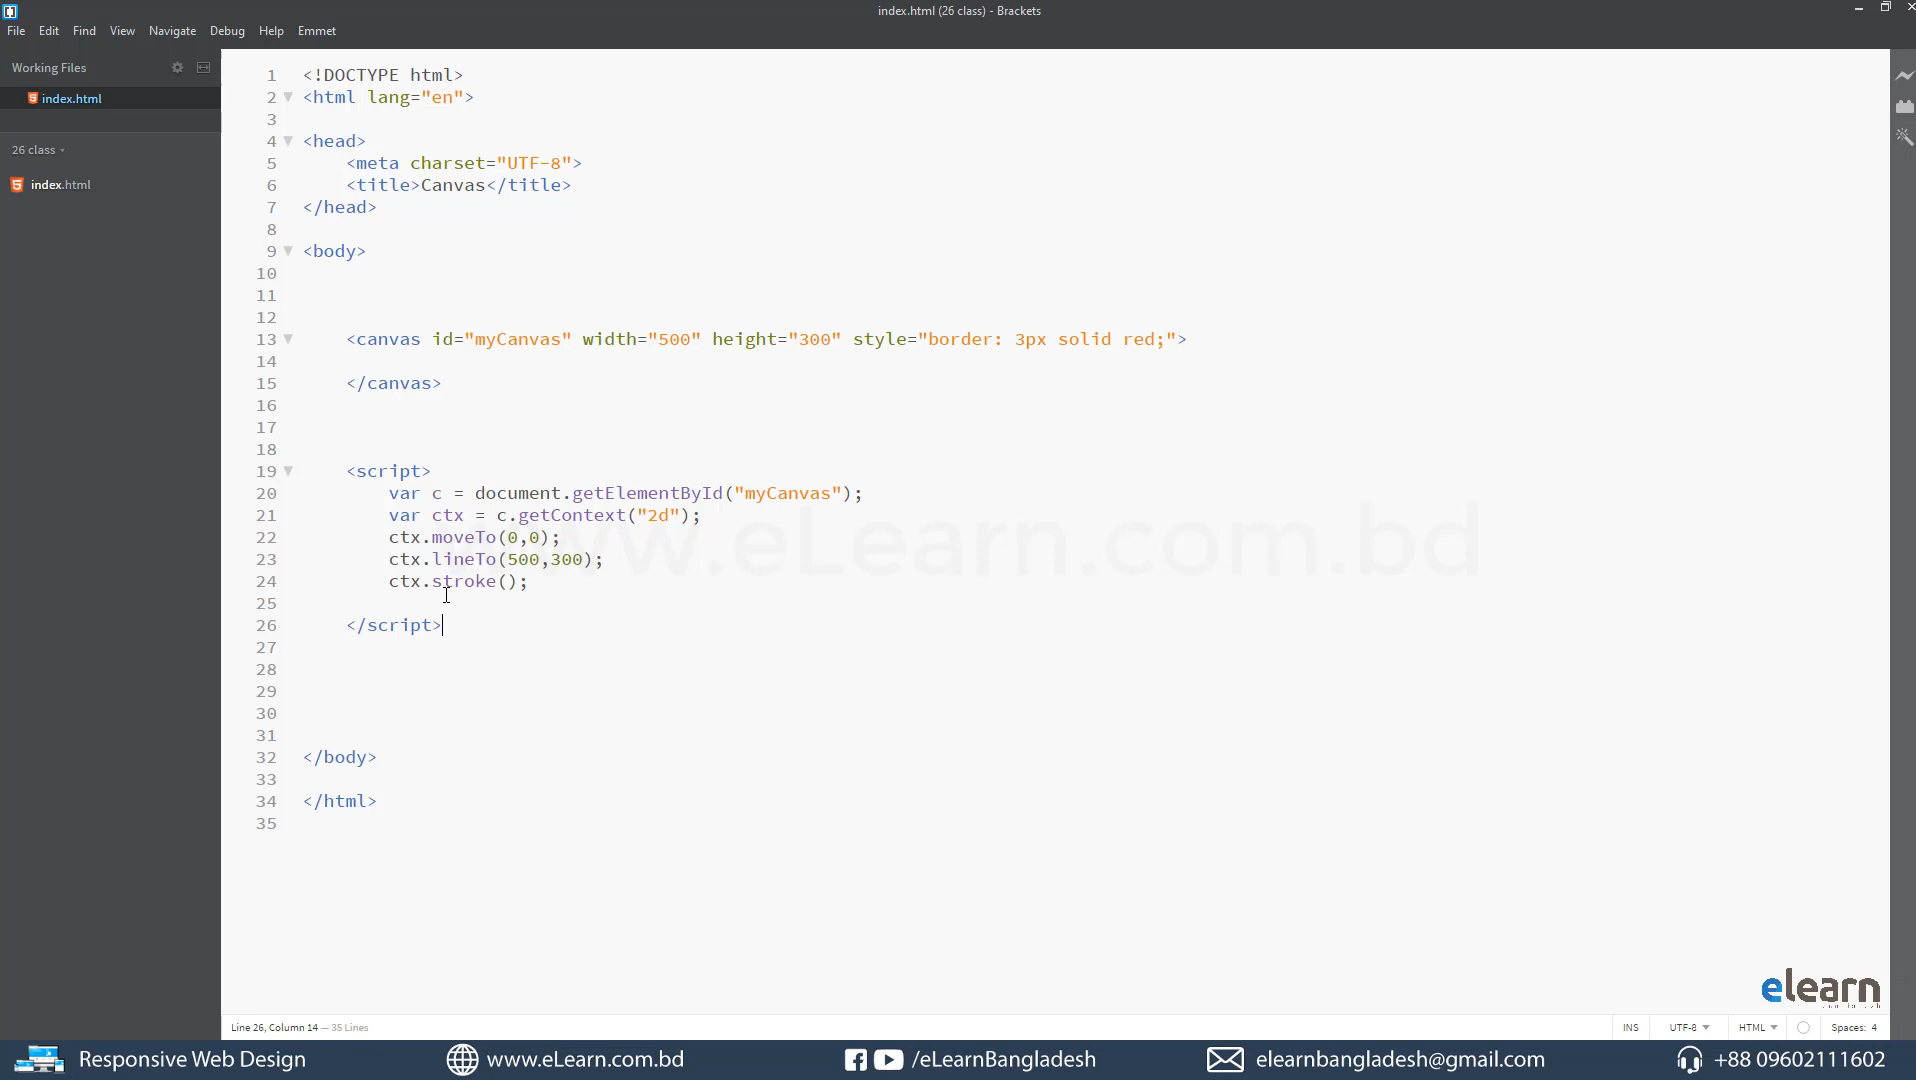 index.html (26 class) - Brackets
File Edit Find View Navigate Debug Help Emmet
Working Files
index.html
26 class
index.html
1 <!DOCTYPE html>
2 <html lang="en">
3
4 <head>
5 <meta charset="UTF-8">
6 <title>Canvas</title>
7 </head>
8
9 <body>
10
11
12
13 <canvas id="myCanvas" width="500" height="300" style="border: 3px solid red;">
14
15 </canvas>
16
17
18
19 <script>
20 var c = document.getElementById("myCanvas");
21 var ctx = c.getContext("2d");
22 ctx.moveTo(0,0);
23 ctx.lineTo(500,300);
24 ctx.stroke();
25
26 </script>
27
28
29
30
31
32 </body>
33
34 </html>
35
www.eLearn.com.bd
elearn
Line 26, Column 14 — 35 Lines
INS UTF-8 HTML Spaces: 4
Responsive Web Design www.eLearn.com.bd /eLearnBangladesh elearnbangladesh@gmail.com +88 09602111602